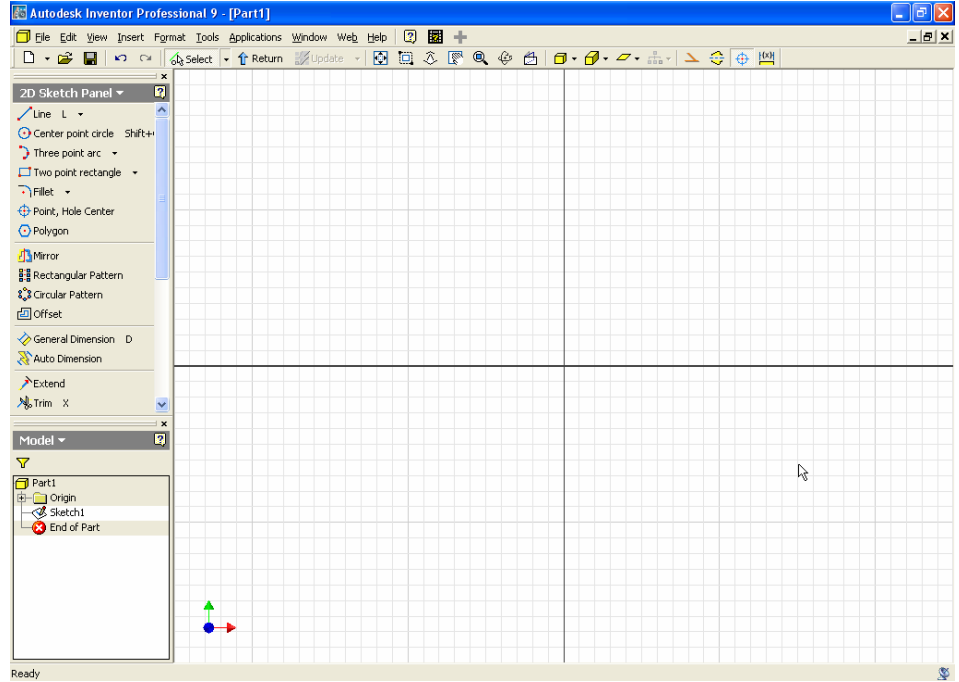 Autodesk Inventor Professional 9 - [Part1]
File Edit View Insert Format Tools Applications Window Web Help
Select Return Update
2D Sketch Panel
Line L
Center point circle Shift+
Three point arc
Two point rectangle
Fillet
Point, Hole Center
Polygon
Mirror
Rectangular Pattern
Circular Pattern
Offset
General Dimension D
Auto Dimension
Extend
Trim X
Model
Part1
Origin
Sketch1
End of Part
Ready